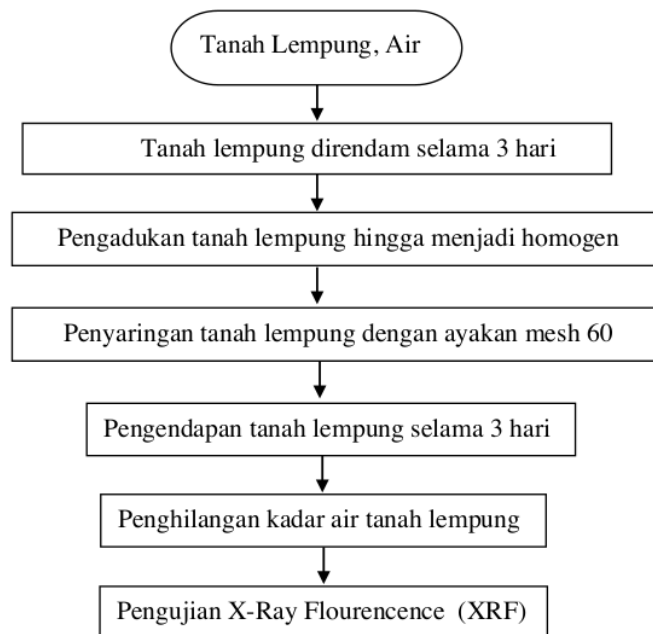 Tanah Lempung, Air
Tanah lempung direndam selama 3 hari
Pengadukan tanah lempung hingga menjadi homogen
Penyaringan tanah lempung dengan ayakan mesh 60
Pengendapan tanah lempung selama 3 hari
Penghilangan kadar air tanah lempung
Pengujian X-Ray Flourencence (XRF)